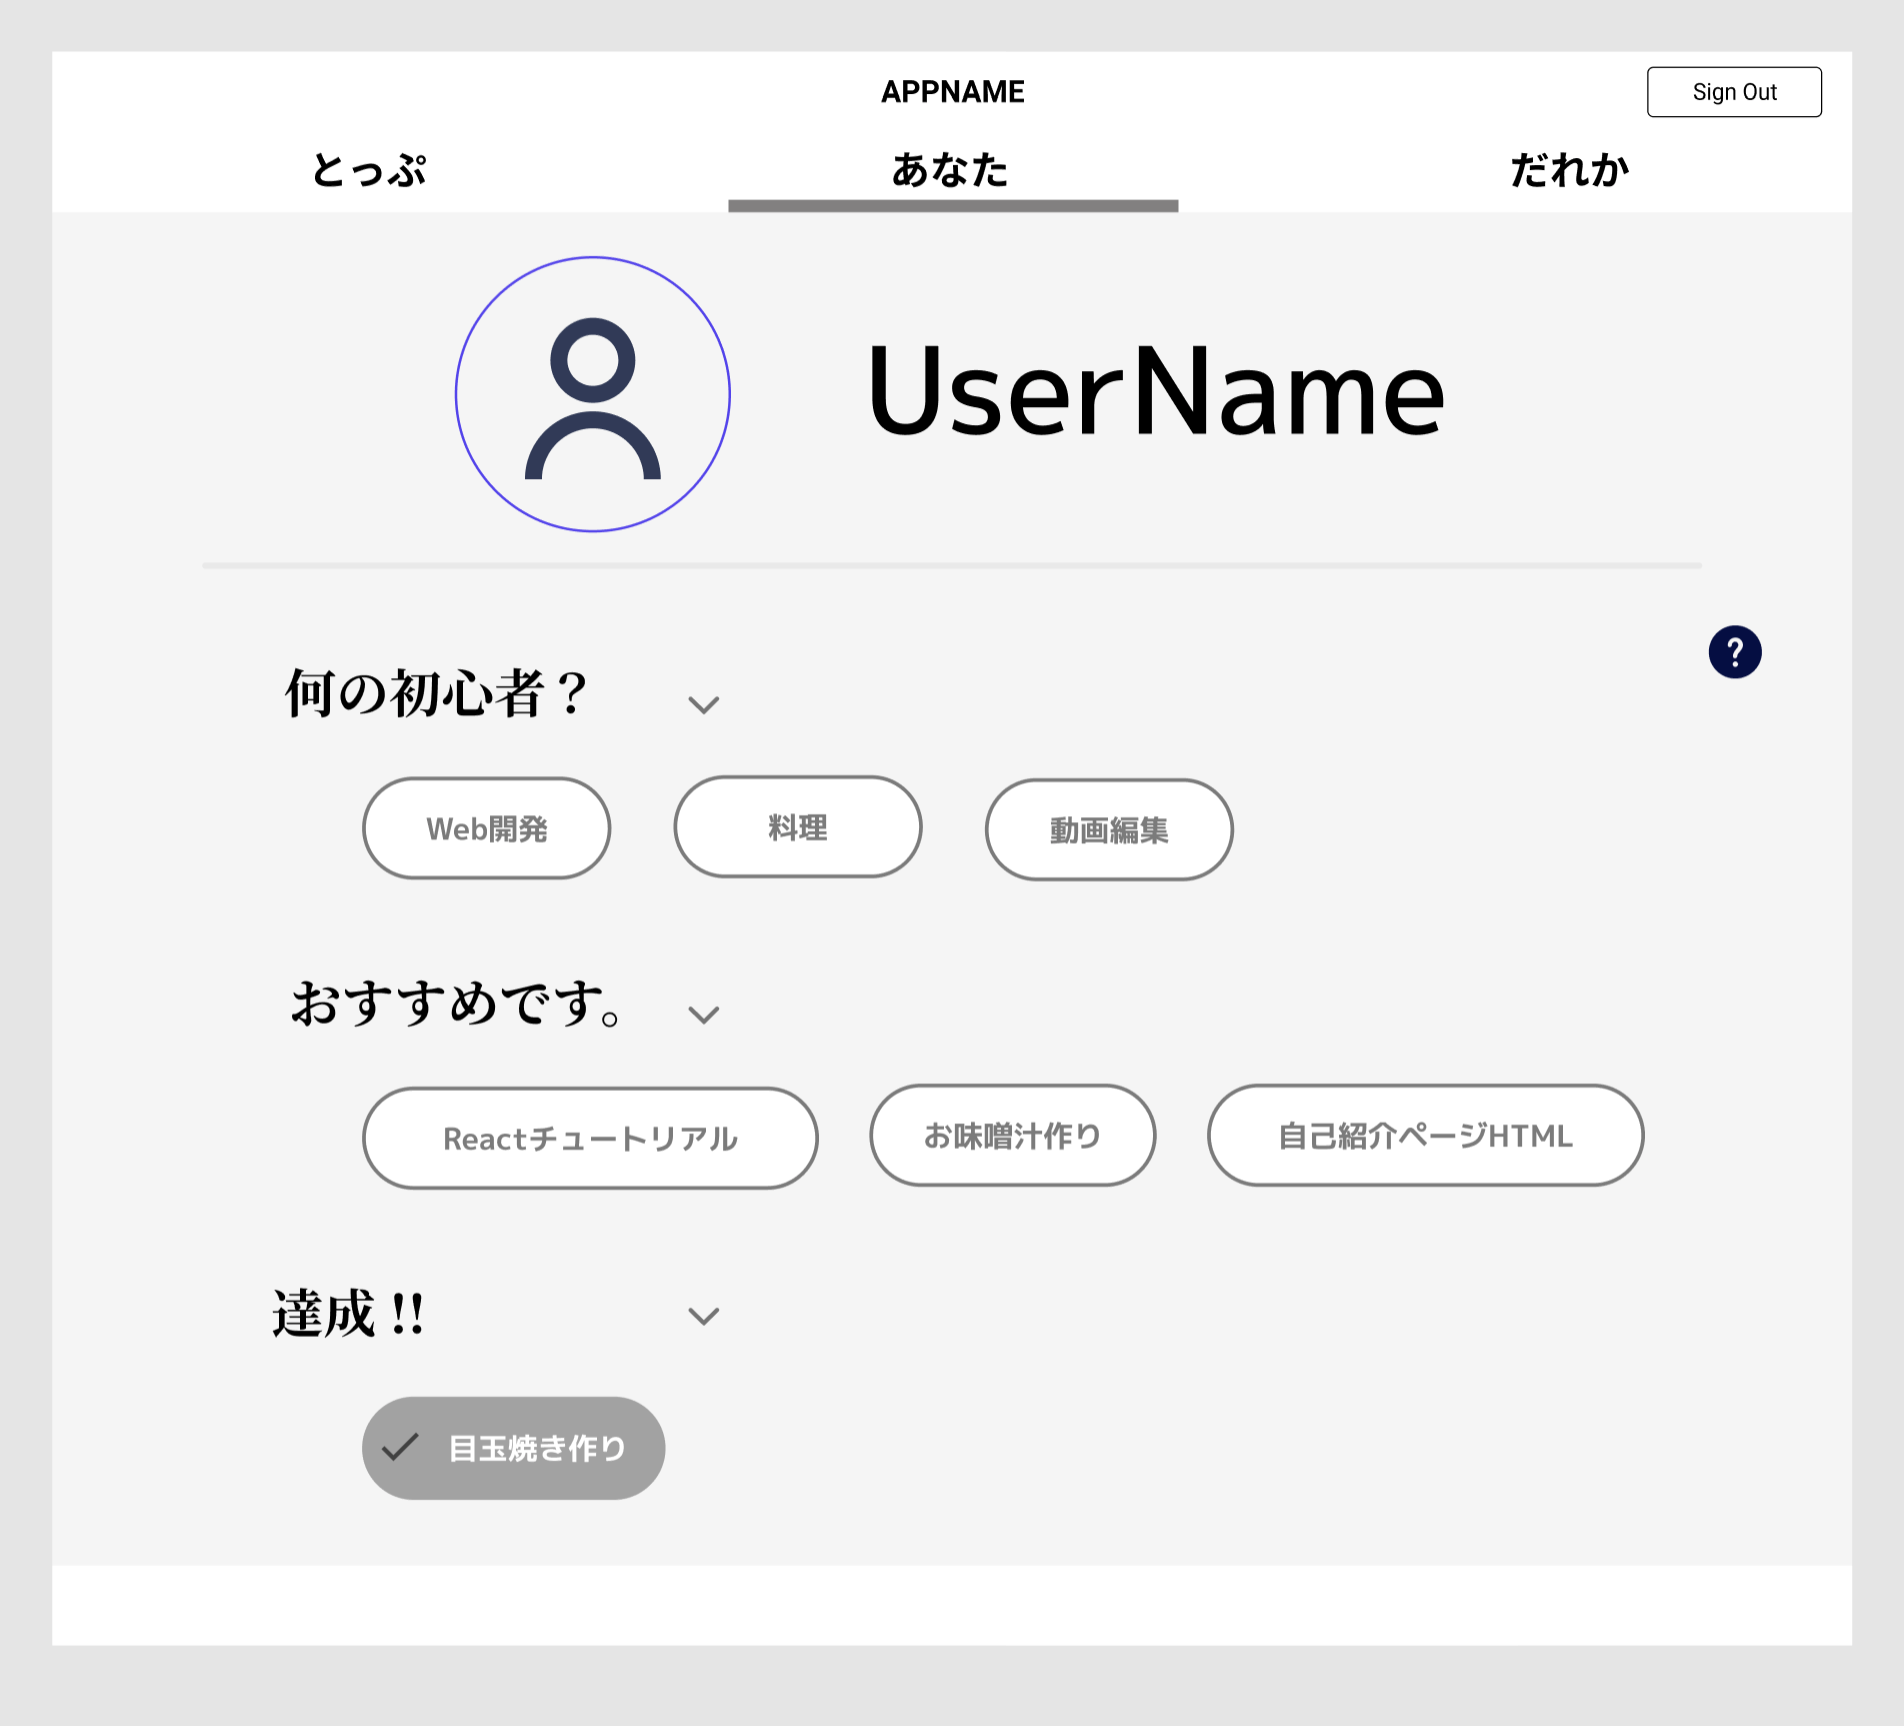 APPNAME
Sign Out
とっぷ
あなた
だれか
UserName
?
何の初心者？
Web開発
料理
動画編集
おすすめです。
Reactチュートリアル
お味噌汁作り
自己紹介ページHTML
達成 !!
目玉焼き作り